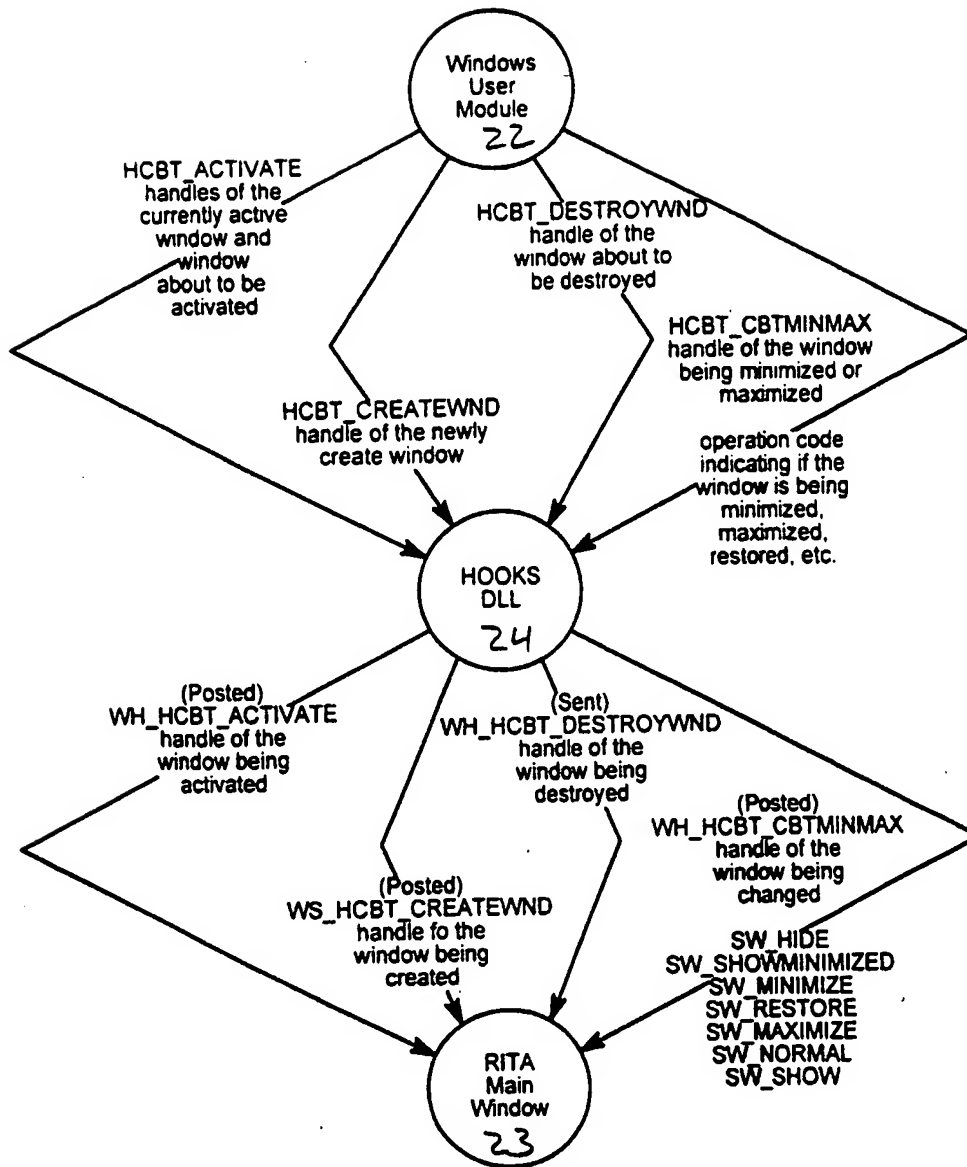 Windows
User
Module
22
HCBT_ACTIVATE
handles of the
currently active
window and
window
about to be
activated
HCBT_DESTROYWND
handle of the
window about to
be destroyed
HCBT_CBTMINMAX
handle of the window
being minimized or
maximized
HCBT_CREATEWND
handle of the newly
create window
operation code
indicating if the
window is being
minimized,
maximized,
restored, etc.
HOOKS
DLL
24
(Posted)
WH_HCBT_ACTIVATE
handle of the
window being
activated
(Sent)
WH_HCBT_DESTROYWND
handle of the
window being
destroyed
(Posted)
WH_HCBT_CBTMINMAX
handle of the
window being
changed
(Posted)
WS_HCBT_CREATEWND
handle fo the
window being
created
SW_HIDE
SW_SHOWMINIMIZED
SW_MINIMIZE
SW_RESTORE
SW_MAXIMIZE
SW_NORMAL
SW_SHOW
RITA
Main
Window
23